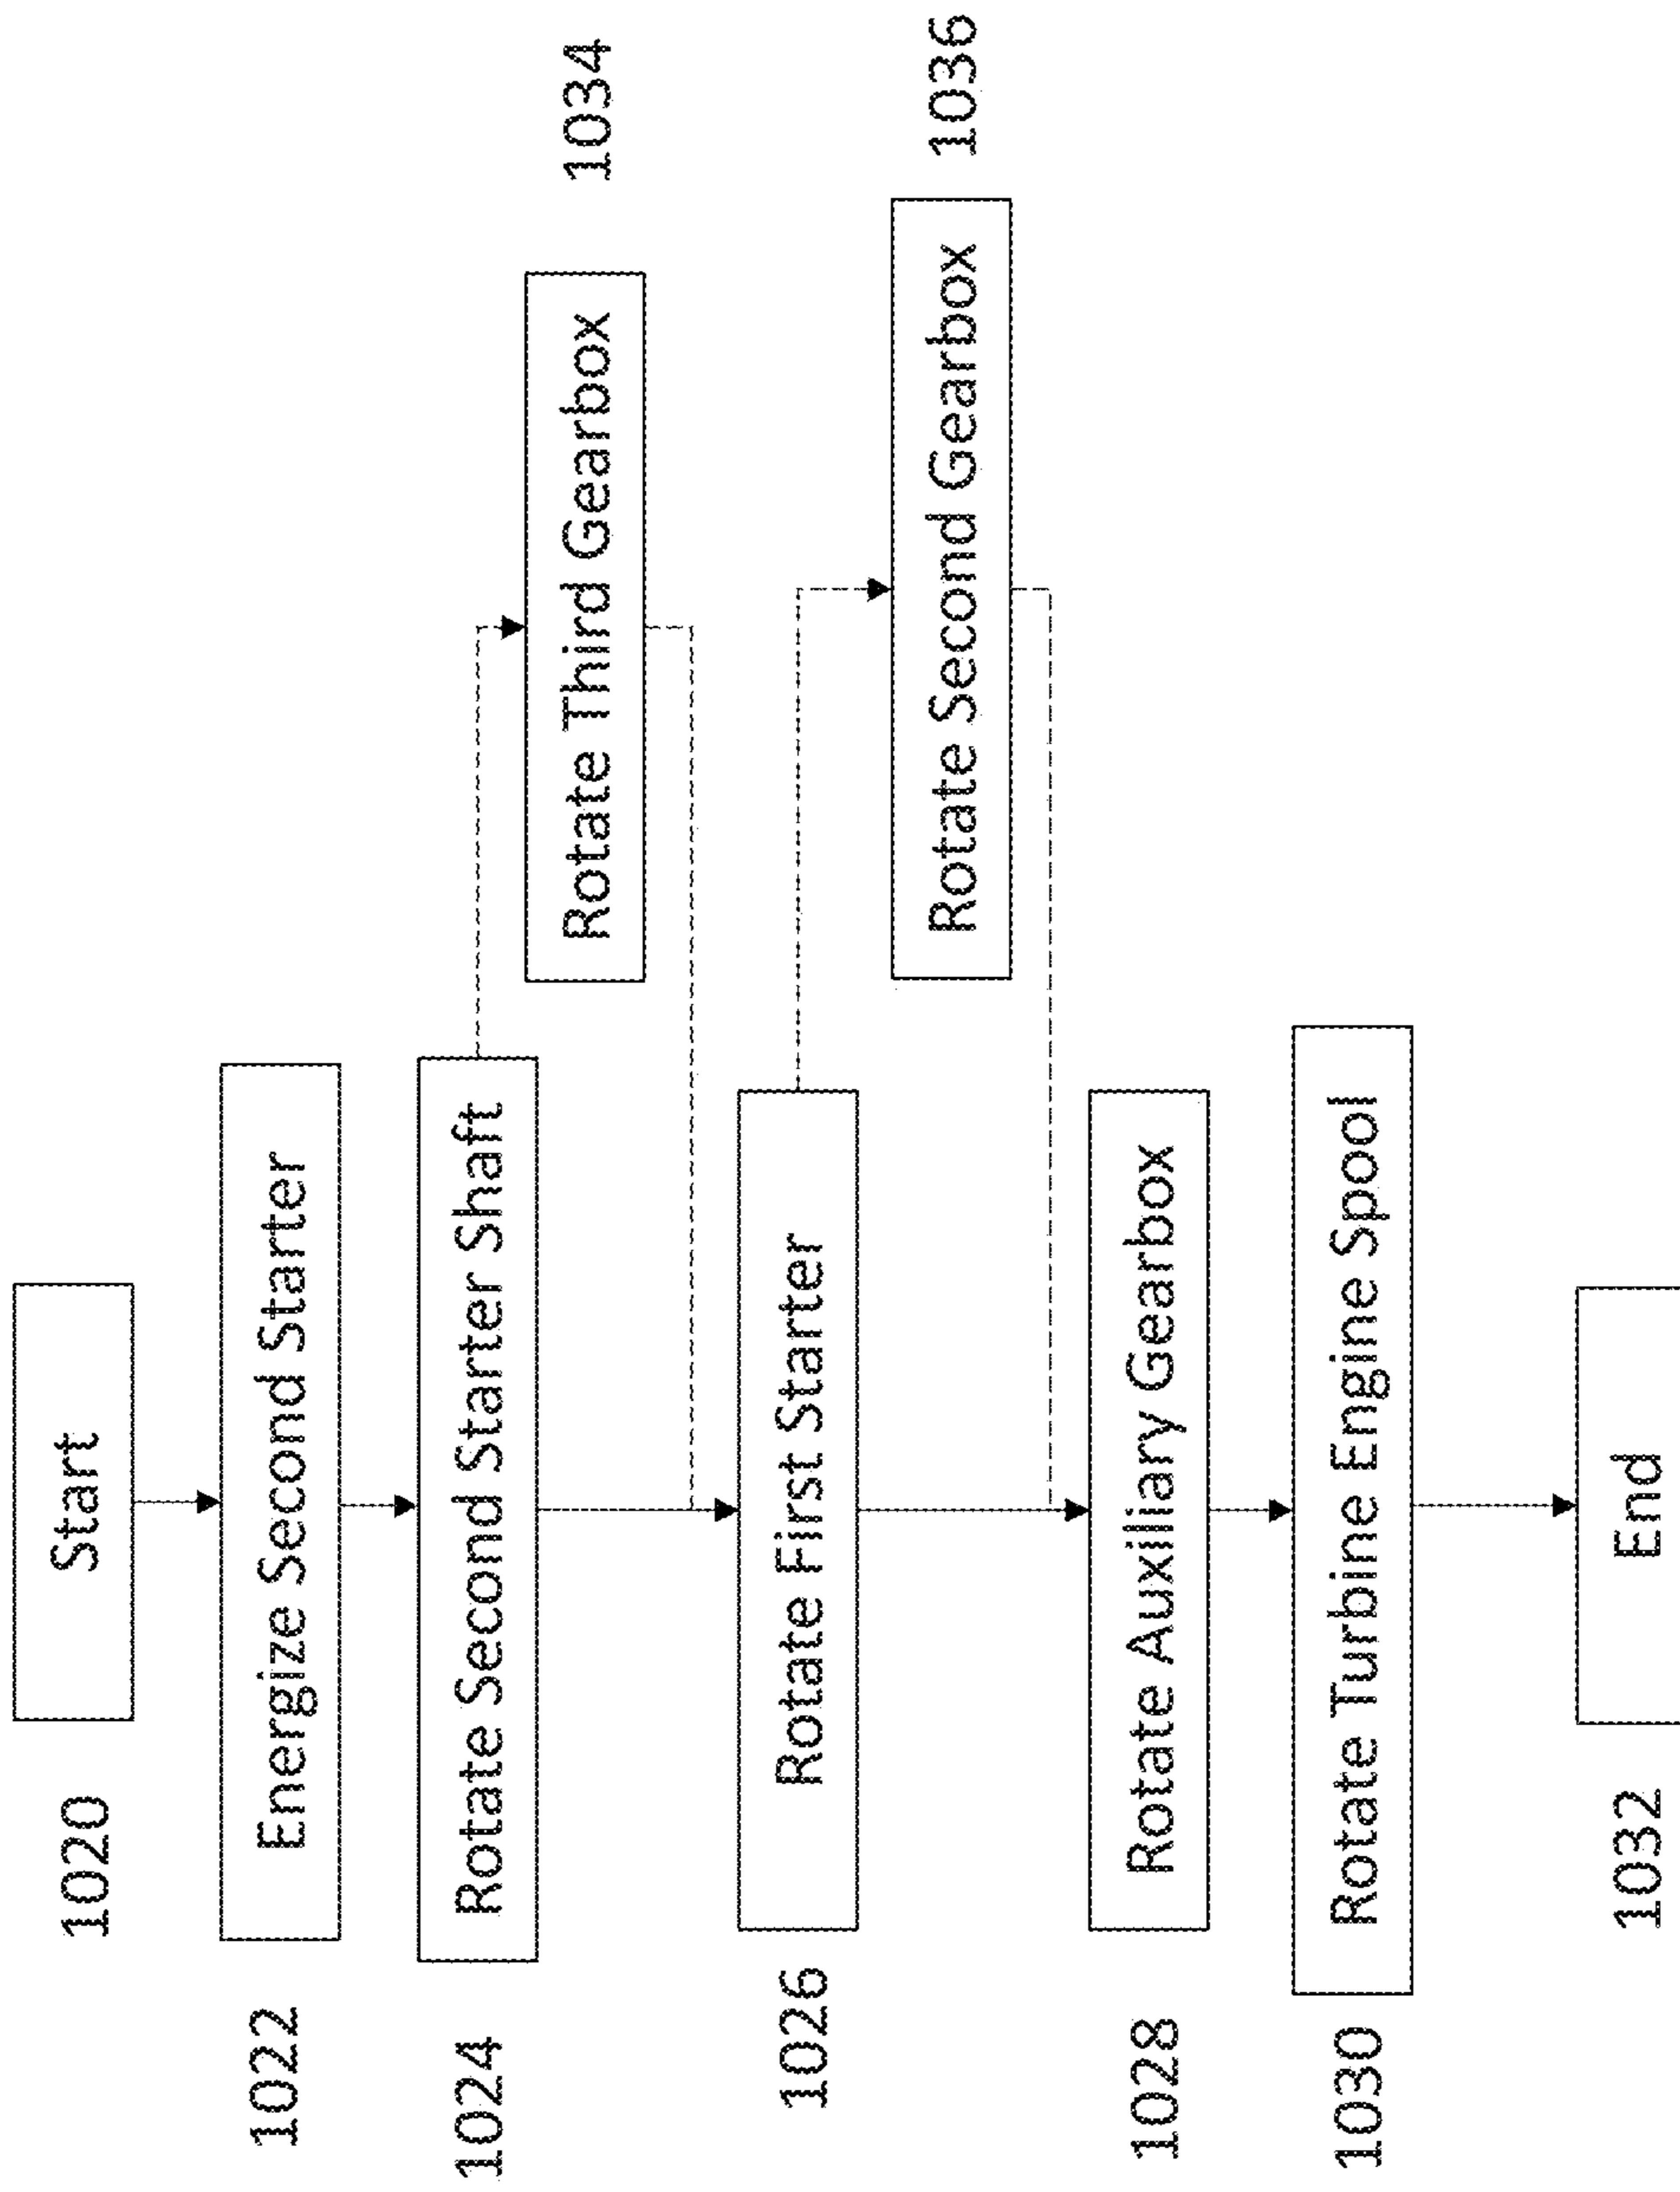 1020
Start
1022
Energize Second Starter
1024
Rotate Second Starter Shaft
Rotate Third Gearbox
1034
1026
Rotate First Starter
Rotate Second Gearbox
1036
1028
Rotate Auxiliary Gearbox
1030
Rotate Turbine Engine Spool
1032
End